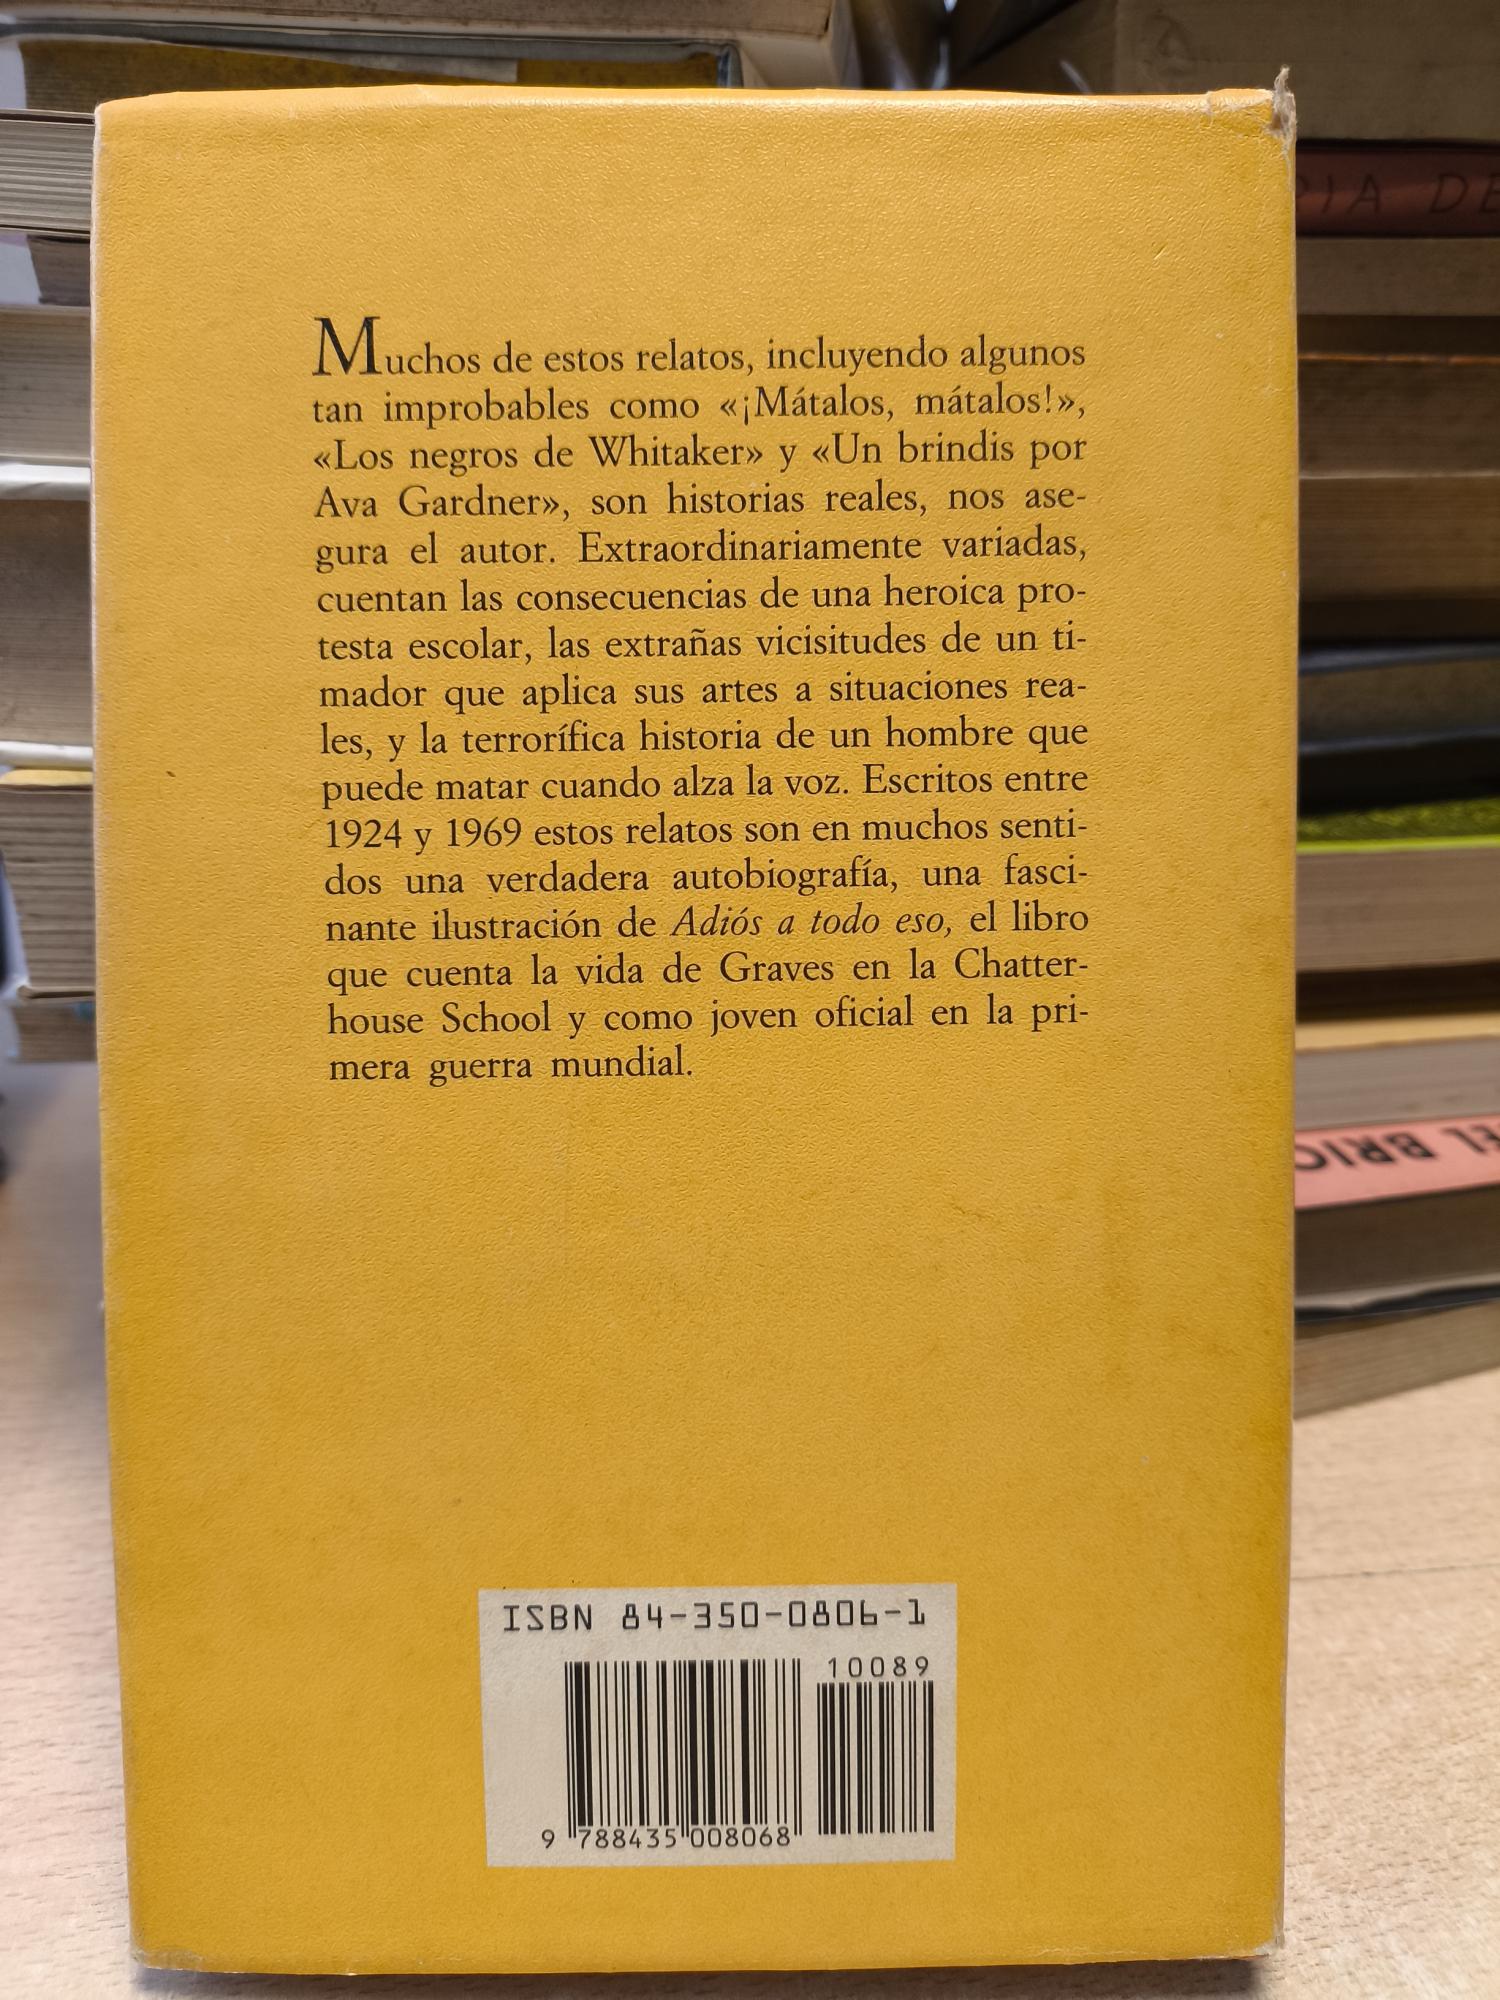 Muchos de estos relatos, incluyendo algunos
tan improbables como «¡Mátalos, mátalos!»,
«Los negros de Whitaker» y «Un brindis por
Ava Gardner», son historias reales, nos ase-
gura el autor. Extraordinariamente variadas,
cuentan las consecuencias de una heroica pro-
testa escolar, las extrañas vicisitudes de un ti-
mador que aplica sus artes a situaciones rea-
les, y la terrorífica historia de un hombre que
puede matar cuando alza la voz. Escritos entre
1924 y 1969 estos relatos son en muchos senti-
dos una verdadera autobiografía, una fasci-
nante ilustración de Adiós a todo eso, el libro
que cuenta la vida de Graves en la Chatter-
house School y como joven oficial en la pri-
mera guerra mundial.
ISBN 84-350-0806-1
10089
9 788435 008068
DE
EL BRIC